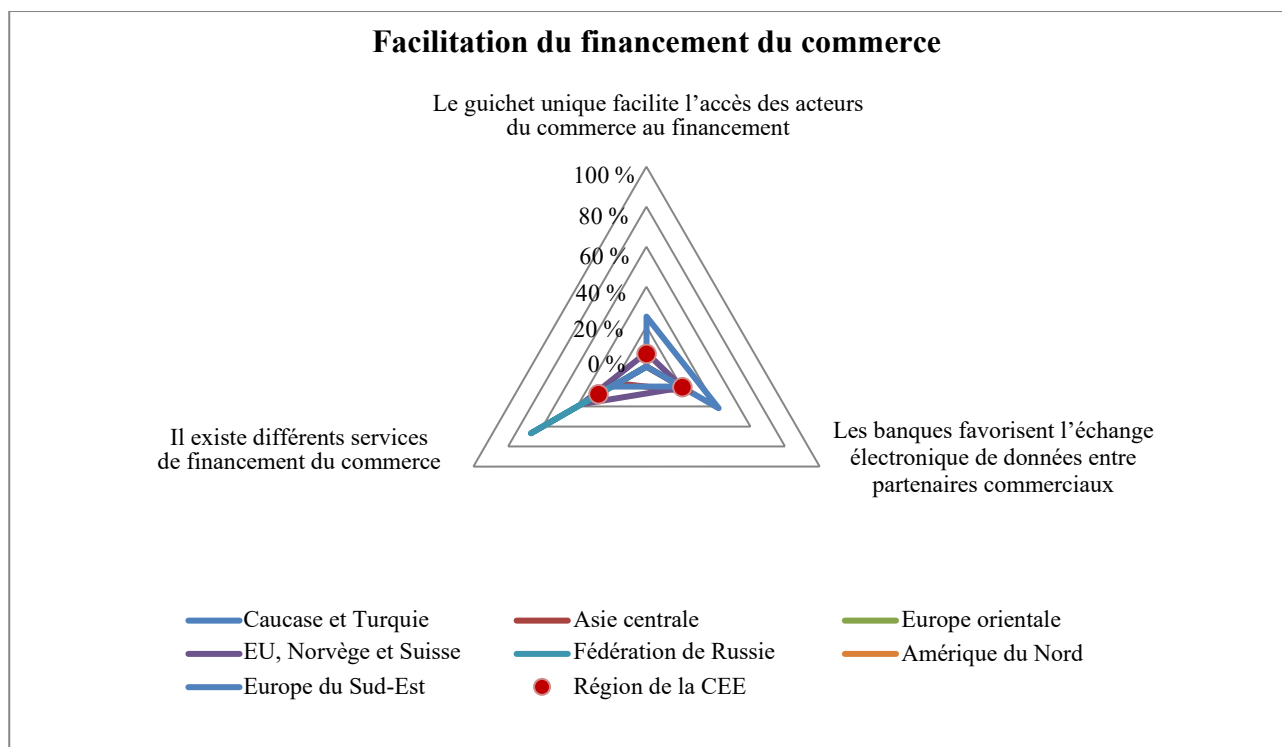 Facilitation du financement du commerce
Le guichet unique facilite l’accès des acteurs
du commerce au financement
100 %
80 %
60 %
40 %
20 %
0 %
Il existe différents services
de financement du commerce
Les banques favorisent l’échange
électronique de données entre
partenaires commerciaux
Caucase et Turquie
Asie centrale
Europe orientale
EU, Norvège et Suisse
Fédération de Russie
Amérique du Nord
Europe du Sud-Est
Région de la CEE